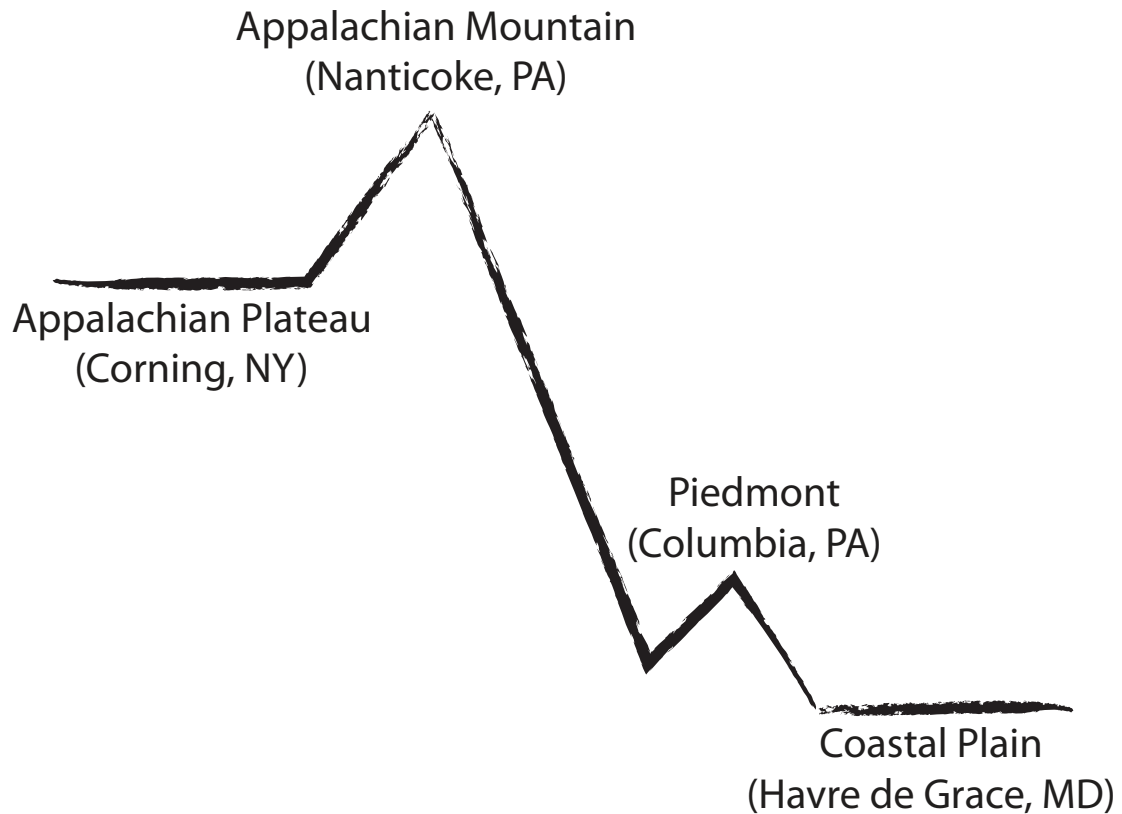 Appalachian Mountain
(Nanticoke, PA)
Appalachian Plateau
(Corning, NY)
Piedmont
(Columbia, PA)
Coastal Plain
(Havre de Grace, MD)